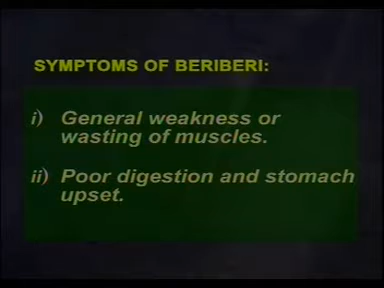 SYMPTOMS OF BERIBERI:
i) General weakness or
wasting of muscles.
ii) Poor digestion and stomach
upset.